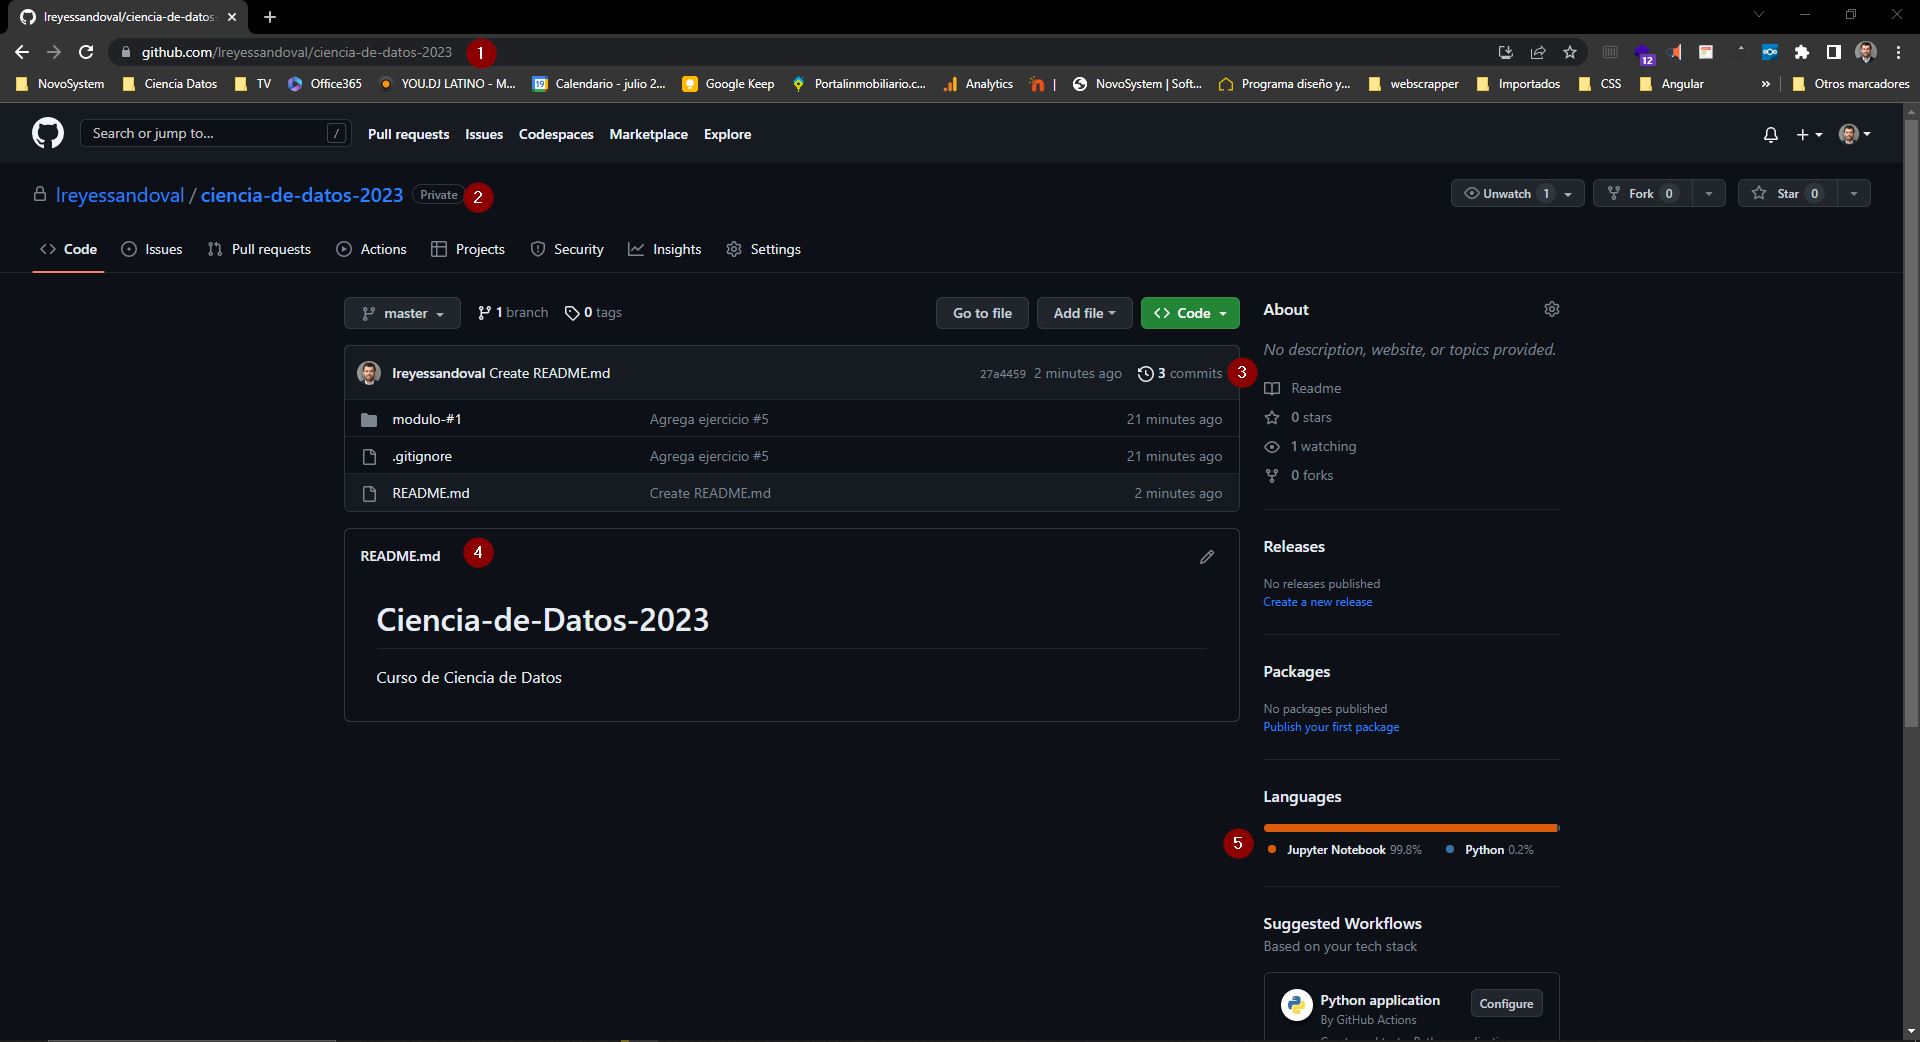 lreyessandoval/ciencia-de-datos-
github.com/lreyessandoval/ciencia-de-datos-2023 1
12
NovoSystem Ciencia Datos TV Office365 YOU.DJ LATINO - M... Calendario - julio 2... Google Keep Portalinmobiliario.c... Analytics | NovoSystem | Soft... Programa diseño y... webscrapper Importados CSS Angular » Otros marcadores
Search or jump to... / Pull requests Issues Codespaces Marketplace Explore
lreyessandoval / ciencia-de-datos-2023 Private 2 Unwatch 1 Fork 0 Star 0
Code Issues Pull requests Actions Projects Security Insights Settings
master 1 branch 0 tags Go to file Add file <> Code
lreyessandoval Create README.md 27a4459 2 minutes ago 3 commits 3
modulo-#1 Agrega ejercicio #5 21 minutes ago
.gitignore Agrega ejercicio #5 21 minutes ago
README.md Create README.md 2 minutes ago
README.md 4
Ciencia-de-Datos-2023
Curso de Ciencia de Datos
About
No description, website, or topics provided.
Readme
0 stars
1 watching
0 forks
Releases
No releases published
Create a new release
Packages
No packages published
Publish your first package
Languages
5 Jupyter Notebook 99.8% Python 0.2%
Suggested Workflows
Based on your tech stack
Python application Configure
By GitHub Actions